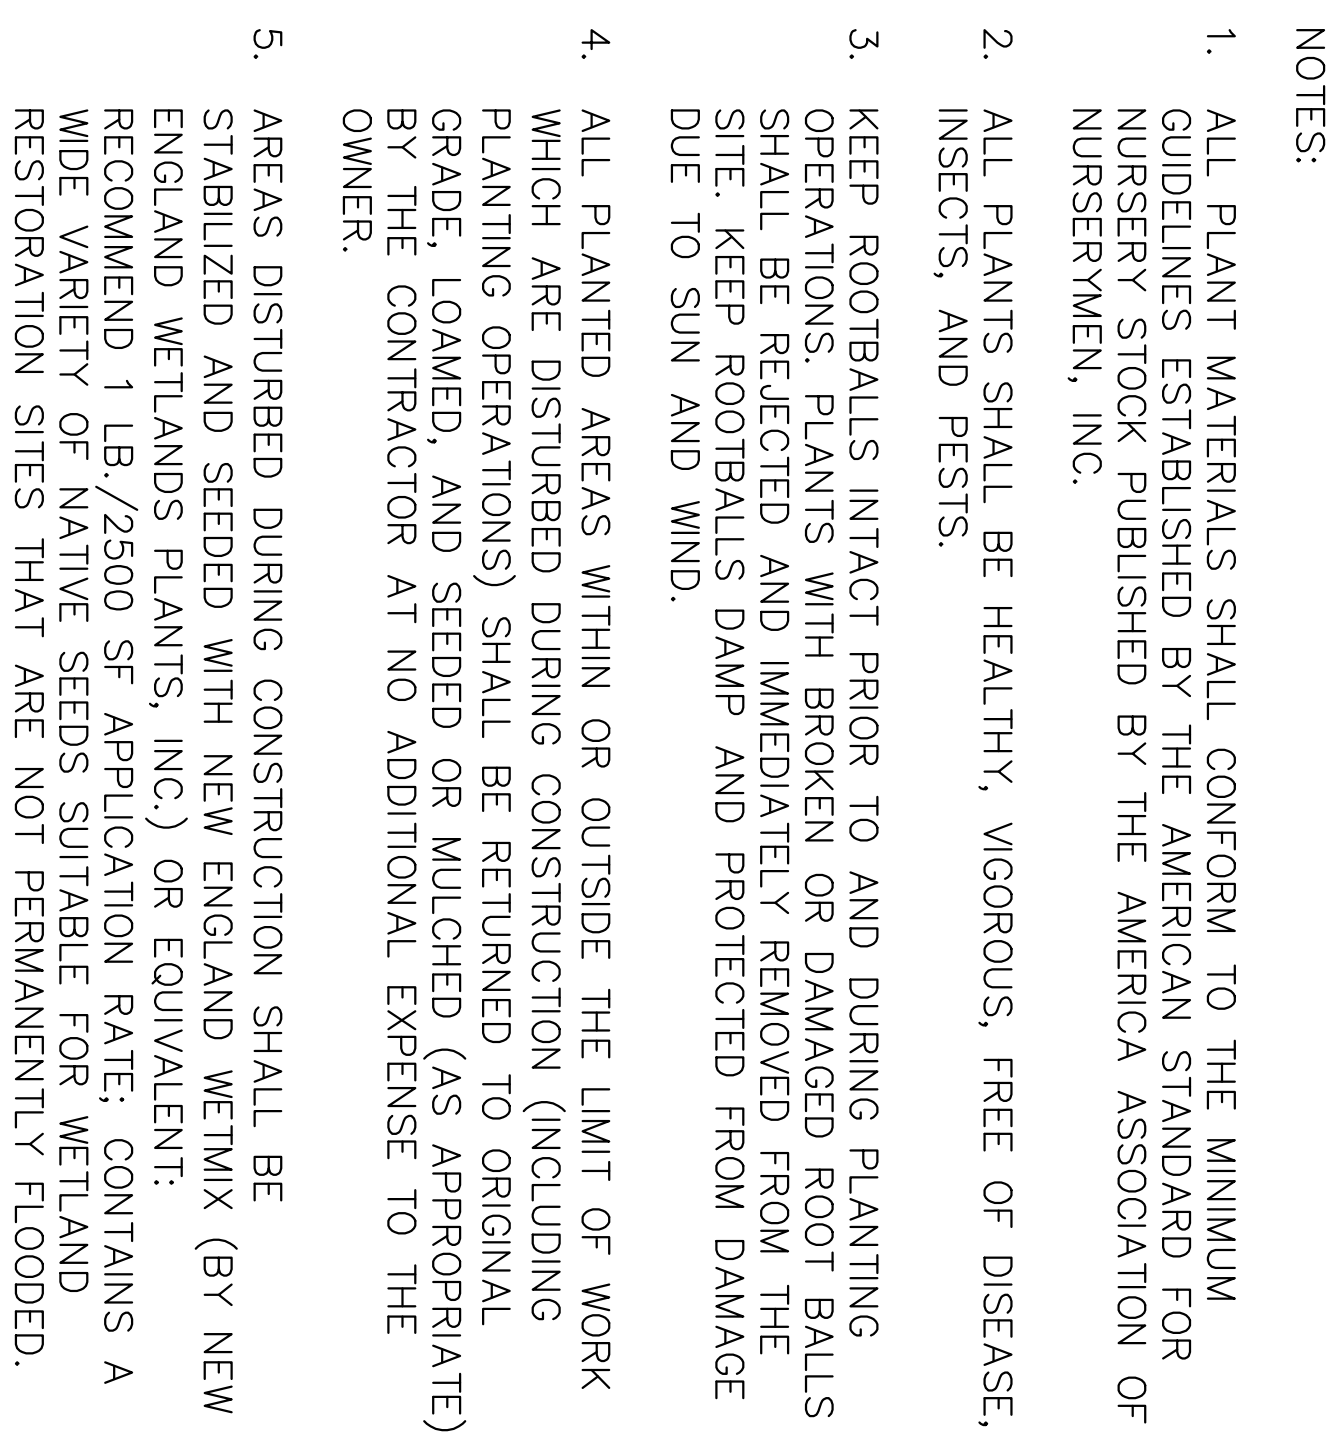 NOTES:
1. ALL PLANT MATERIALS SHALL CONFORM TO THE MINIMUM
GUIDELINES ESTABLISHED BY THE AMERICAN STANDARD FOR
NURSERY STOCK PUBLISHED BY THE AMERICA ASSOCIATION OF
NURSERYMEN, INC.
2. ALL PLANTS SHALL BE HEALTHY, VIGOROUS, FREE OF DISEASE,
INSECTS, AND PESTS.
3. KEEP ROOTBALLS INTACT PRIOR TO AND DURING PLANTING
OPERATIONS. PLANTS WITH BROKEN OR DAMAGED ROOT BALLS
SHALL BE REJECTED AND IMMEDIATELY REMOVED FROM THE
SITE. KEEP ROOTBALLS DAMP AND PROTECTED FROM DAMAGE
DUE TO SUN AND WIND.
4. ALL PLANTED AREAS WITHIN OR OUTSIDE THE LIMIT OF WORK
WHICH ARE DISTURBED DURING CONSTRUCTION (INCLUDING
PLANTING OPERATIONS) SHALL BE RETURNED TO ORIGINAL
GRADE, LOAMED, AND SEEDED OR MULCHED (AS APPROPRIATE)
BY THE CONTRACTOR AT NO ADDITIONAL EXPENSE TO THE
OWNER.
5. AREAS DISTURBED DURING CONSTRUCTION SHALL BE
STABILIZED AND SEEDED WITH NEW ENGLAND WETMIX (BY NEW
ENGLAND WETLANDS PLANTS, INC.) OR EQUIVALENT:
RECOMMEND 1 LB./2500 SF APPLICATION RATE; CONTAINS A
WIDE VARIETY OF NATIVE SEEDS SUITABLE FOR WETLAND
RESTORATION SITES THAT ARE NOT PERMANENTLY FLOODED.